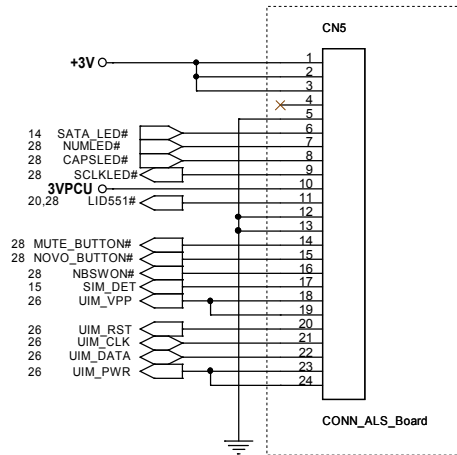 CN5
+3V
1
2
3
4
5
14 SATA_LED# 6
28 NUMLED# 7
28 CAPSLED# 8
28 SCLKLED# 9
3VPCU 10
20,28 LID551# 11
12
13
28 MUTE_BUTTON# 14
28 NOVO_BUTTON# 15
28 NBSWON# 16
15 SIM_DET 17
26 UIM_VPP 18
19
26 UIM_RST 20
26 UIM_CLK 21
26 UIM_DATA 22
26 UIM_PWR 23
24
CONN_ALS_Board